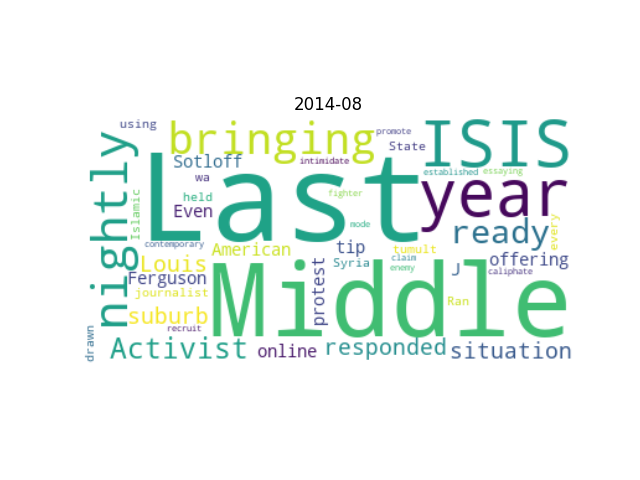 2014-08
using
bringing
promote
ISIS
State
nightly
Last
Sotloff
intimidate
established
essaying
year
wa
Islamic
held
fighter
Even
mode
ready
every
contemporary
American
tip
tumult
offering
Louis
protest
Syria
claim
enemy
J
caliphate
Ferguson
Middle
journalist
Ran
suburb
recruit
drawn
Activist
online
responded
situation